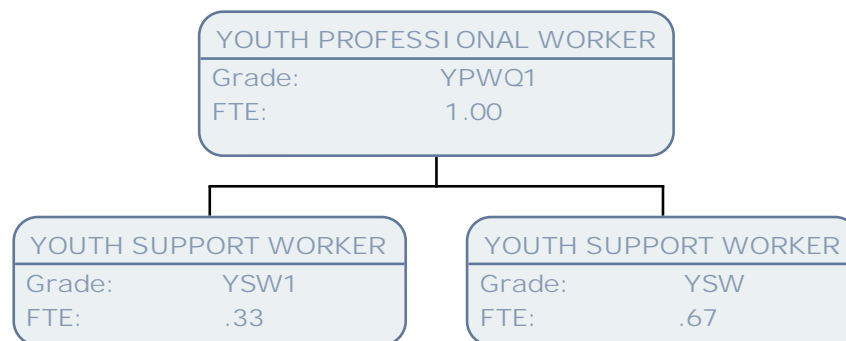 YOUTH PROFESSIONAL WORKER
Grade: YPWQ1
FTE: 1.00
YOUTH SUPPORT WORKER
Grade: YSW1
FTE: .33
YOUTH SUPPORT WORKER
Grade: YSW
FTE: .67